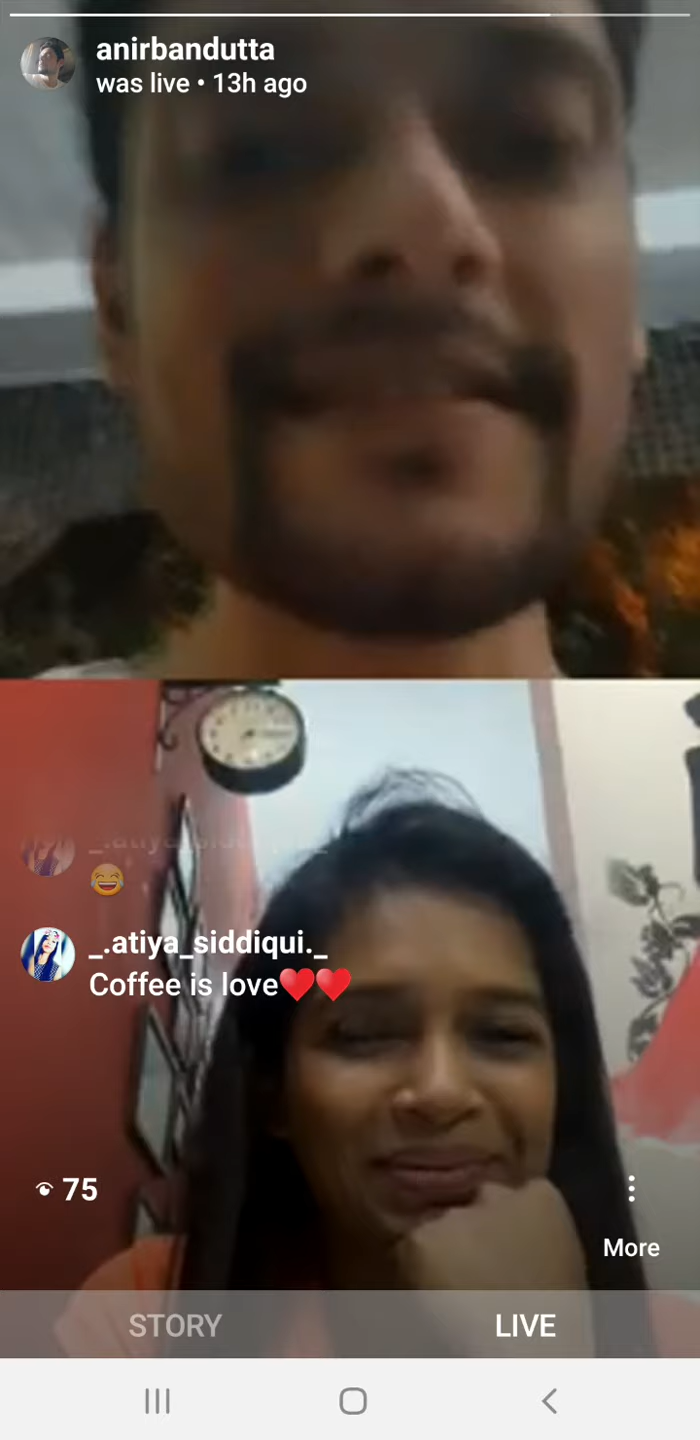 anirbandutta
was live • 13h ago
😂
_.atiya_siddiqui._
Coffee is love❤️❤️
75
More
STORY
LIVE